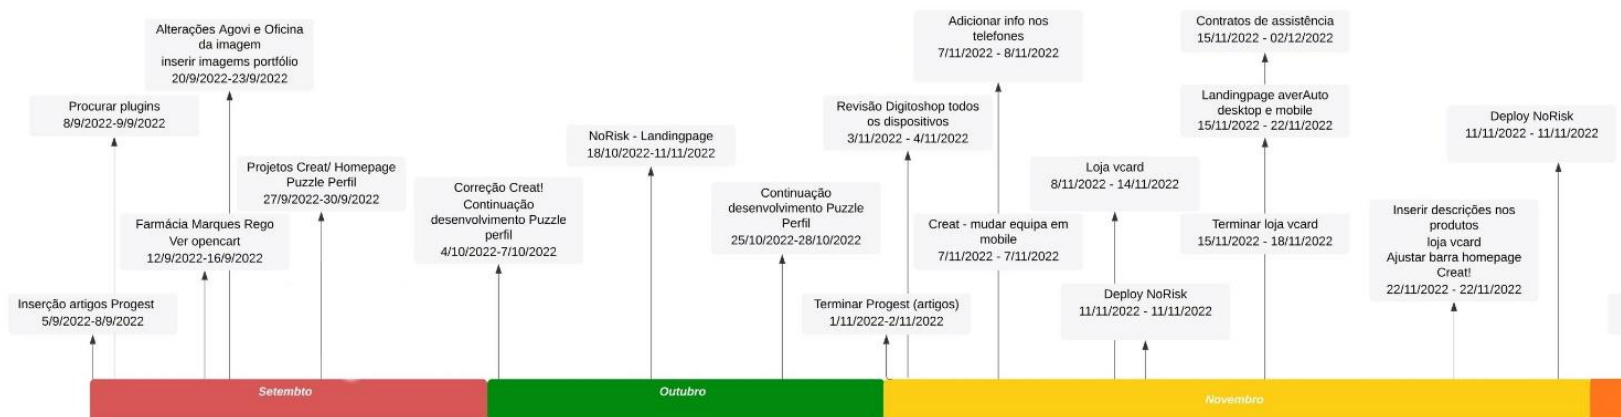 Alterações Agovi e Oficina
da imagem
inserir imagems portfólio
20/9/2022-23/9/2022
Procurar plugins
8/9/2022-9/9/2022
Projetos Creat/ Homepage
Puzzle Perfil
27/9/2022-30/9/2022
Farmácia Marques Rego
Ver opencart
12/9/2022-16/9/2022
Inserção artigos Progest
5/9/2022-8/9/2022
Correção Creat!
Continuação
desenvolvimento Puzzle
perfil
4/10/2022-7/10/2022
NoRisk - Landingpage
18/10/2022-11/11/2022
Continuação
desenvolvimento Puzzle
Perfil
25/10/2022-28/10/2022
Adicionar info nos
telefones
7/11/2022 - 8/11/2022
Revisão Digitoshop todos
os dispositivos
3/11/2022 - 4/11/2022
Creat - mudar equipa em
mobile
7/11/2022 - 7/11/2022
Terminar Progest (artigos)
1/11/2022-2/11/2022
Loja vcard
8/11/2022 - 14/11/2022
Deploy NoRisk
11/11/2022 - 11/11/2022
Contratos de assistência
15/11/2022 - 02/12/2022
Landingpage averAuto
desktop e mobile
15/11/2022 - 22/11/2022
Terminar loja vcard
15/11/2022 - 18/11/2022
Inserir descrições nos
produtos
loja vcard
Ajustar barra homepage
Creat!
22/11/2022 - 22/11/2022
Deploy NoRisk
11/11/2022 - 11/11/2022
Setembto
Outubro
Novembro